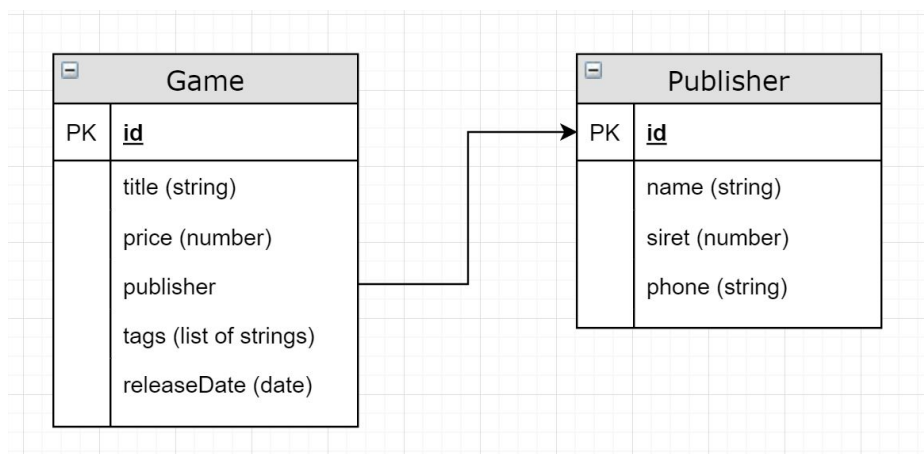 Game
PK id
title (string)
price (number)
publisher
tags (list of strings)
releaseDate (date)
Publisher
PK id
name (string)
siret (number)
phone (string)